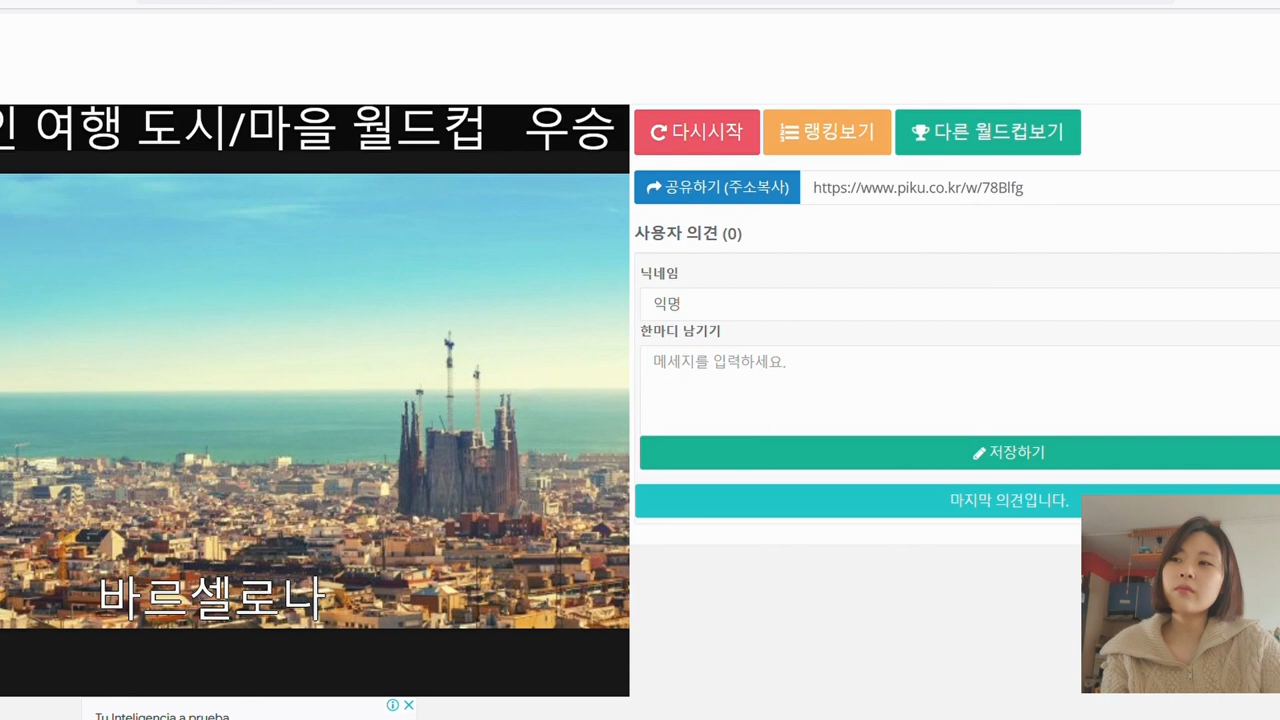 인 여행 도시/마을 월드컵 우승
다시시작
랭킹보기
다른 월드컵보기
공유하기 (주소복사)
https://www.piku.co.kr/w/78Blfg
사용자 의견 (0)
닉네임
익명
한마디 남기기
메세지를 입력하세요.
저장하기
마지막 의견입니다.
바르셀로나
Tu Inteligencia a prueba